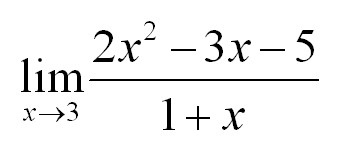 lim x→3 (2x² − 3x − 5) / (1 + x)